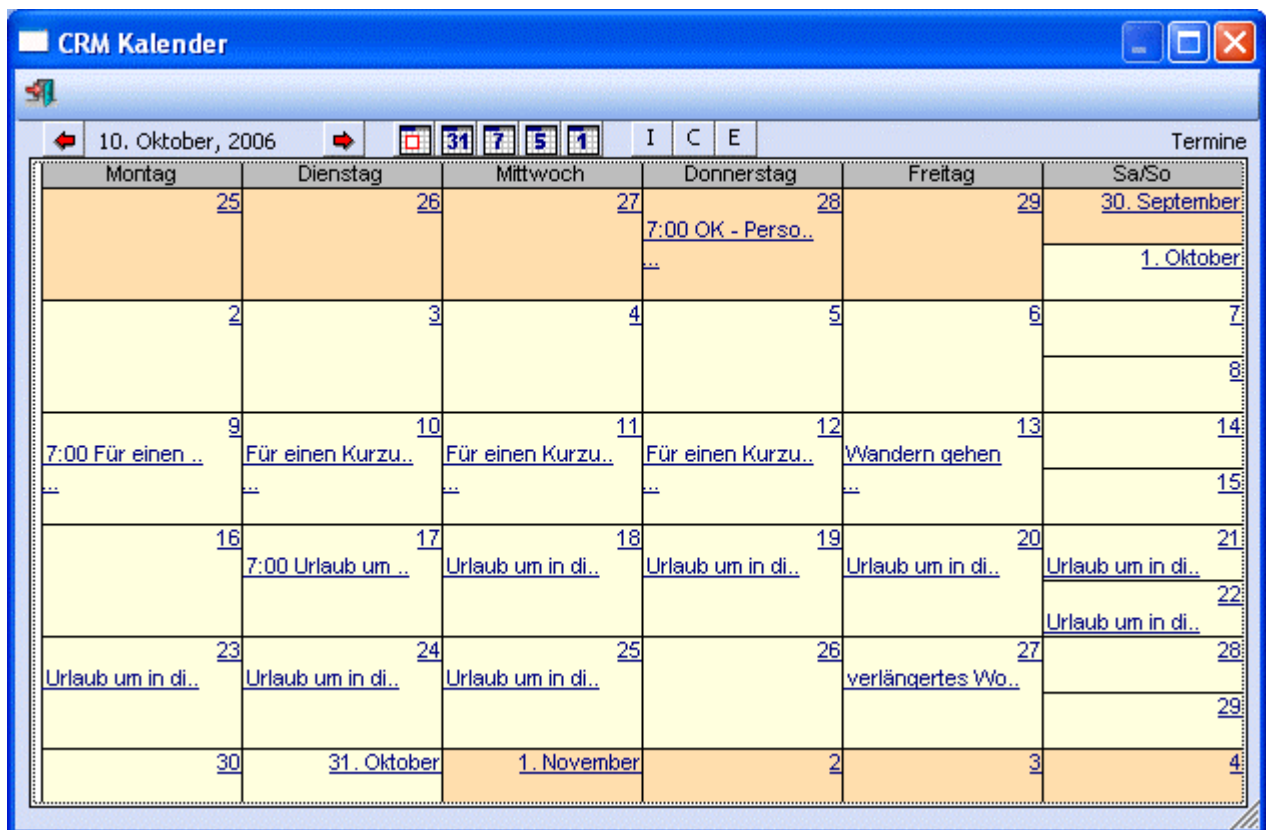 CRM Kalender
10. Oktober, 2006 31 7 5 1 I C E Termine
Montag Dienstag Mittwoch Donnerstag Freitag Sa/So
25 26 27 28 29 30. September
7:00 OK - Perso..
...
1. Oktober
2 3 4 5 6 7
8
9 10 11 12 13 14
7:00 Für einen .. Für einen Kurzu.. Für einen Kurzu.. Für einen Kurzu.. Wandern gehen
... ... ... ... ... 15
16 17 18 19 20 21
7:00 Urlaub um .. Urlaub um in di.. Urlaub um in di.. Urlaub um in di.. Urlaub um in di..
22
Urlaub um in di..
23 24 25 26 27 28
Urlaub um in di.. Urlaub um in di.. Urlaub um in di.. verlängertes Wo..
29
30 31. Oktober 1. November 2 3 4